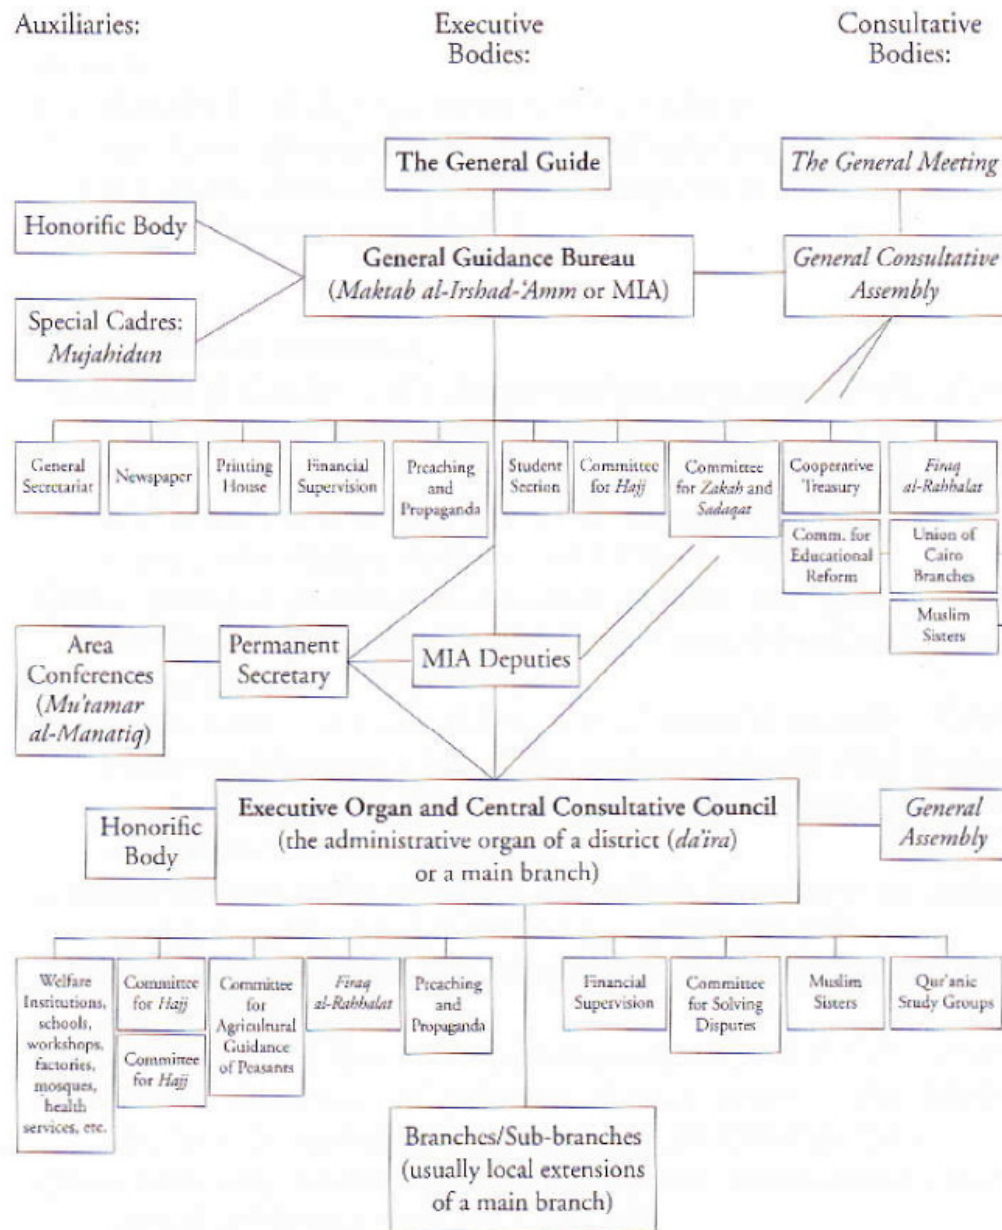 Auxiliaries:
Executive
Bodies:
Consultative
Bodies:
The General Guide
The General Meeting
Honorific Body
General Guidance Bureau
(Maktab al-Irshad-‘Amm or MIA)
General Consultative
Assembly
Special Cadres:
Mujahidun
General
Secretariat
Newspaper
Printing
House
Financial
Supervision
Preaching
and
Propaganda
Student
Section
Committee
for Hajj
Committee
for Zakah and
Sadaqat
Cooperative
Treasury
Firaq
al-Rahhalat
Comm. for
Educational
Reform
Union of
Cairo
Branches
Muslim
Sisters
Area
Conferences
(Mu’tamar
al-Manatiq)
Permanent
Secretary
MIA Deputies
Honorific
Body
Executive Organ and Central Consultative Council
(the administrative organ of a district (da’ira)
or a main branch)
General
Assembly
Welfare
Institutions,
schools,
workshops,
factories,
mosques,
health
services, etc.
Committee
for Hajj
Committee
for Hajj
Committee
for
Agricultural
Guidance
of Peasants
Firaq
al-Rahhalat
Preaching
and
Propaganda
Financial
Supervision
Committee
for Solving
Disputes
Muslim
Sisters
Qur’anic
Study Groups
Branches/Sub-branches
(usually local extensions
of a main branch)